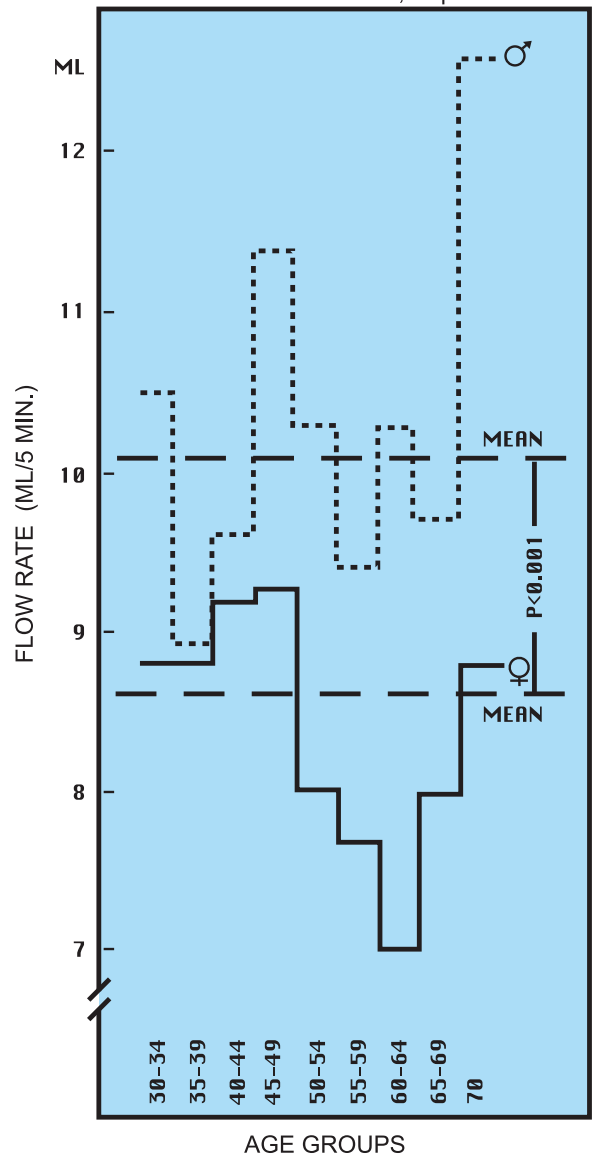 ML
12
11
10
9
8
7
FLOW RATE (ML/5 MIN.)
♂
MEAN
P<0.001
♀
MEAN
30-34
35-39
40-44
45-49
50-54
55-59
60-64
65-69
70
AGE GROUPS